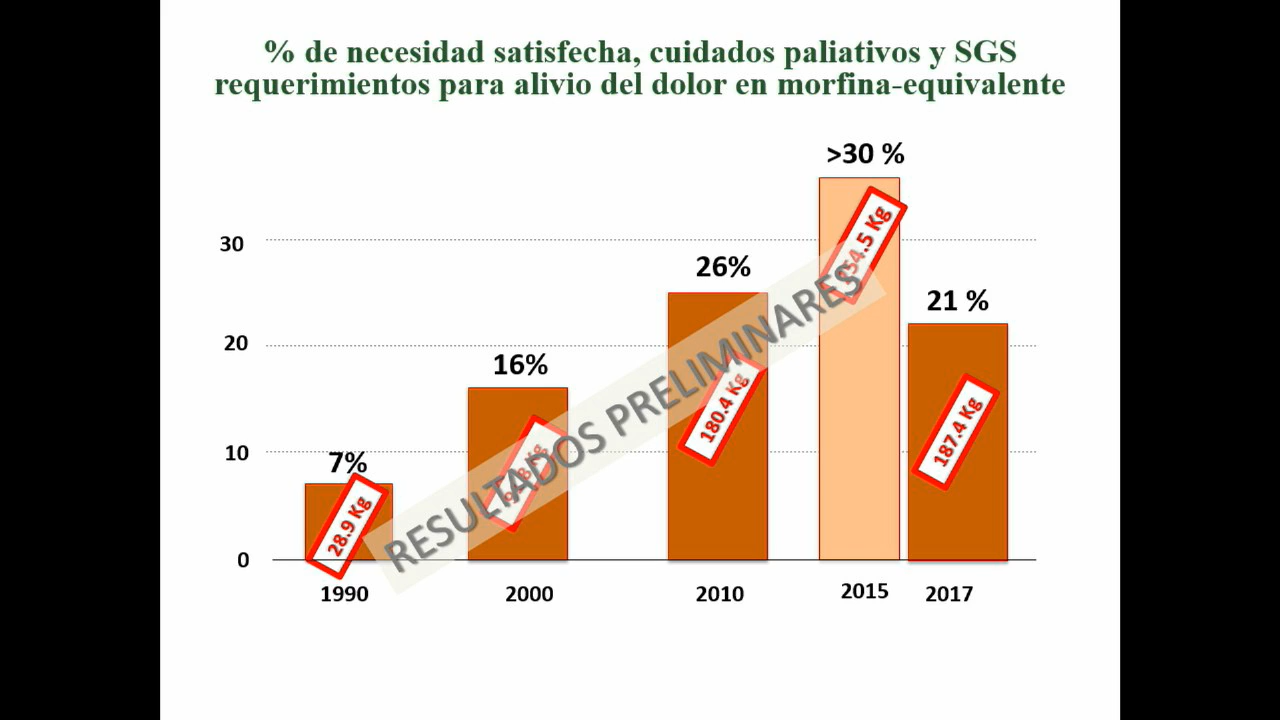 % de necesidad satisfecha, cuidados paliativos y SGS
requerimientos para alivio del dolor en morfina-equivalente
>30 %
30
26%
21 %
20
16%
10
7%
0
28.9 Kg
Kg
180.4 Kg
Kg
187.4 Kg
RESULTADOS PRELIMINARES
1990
2000
2010
2015
2017